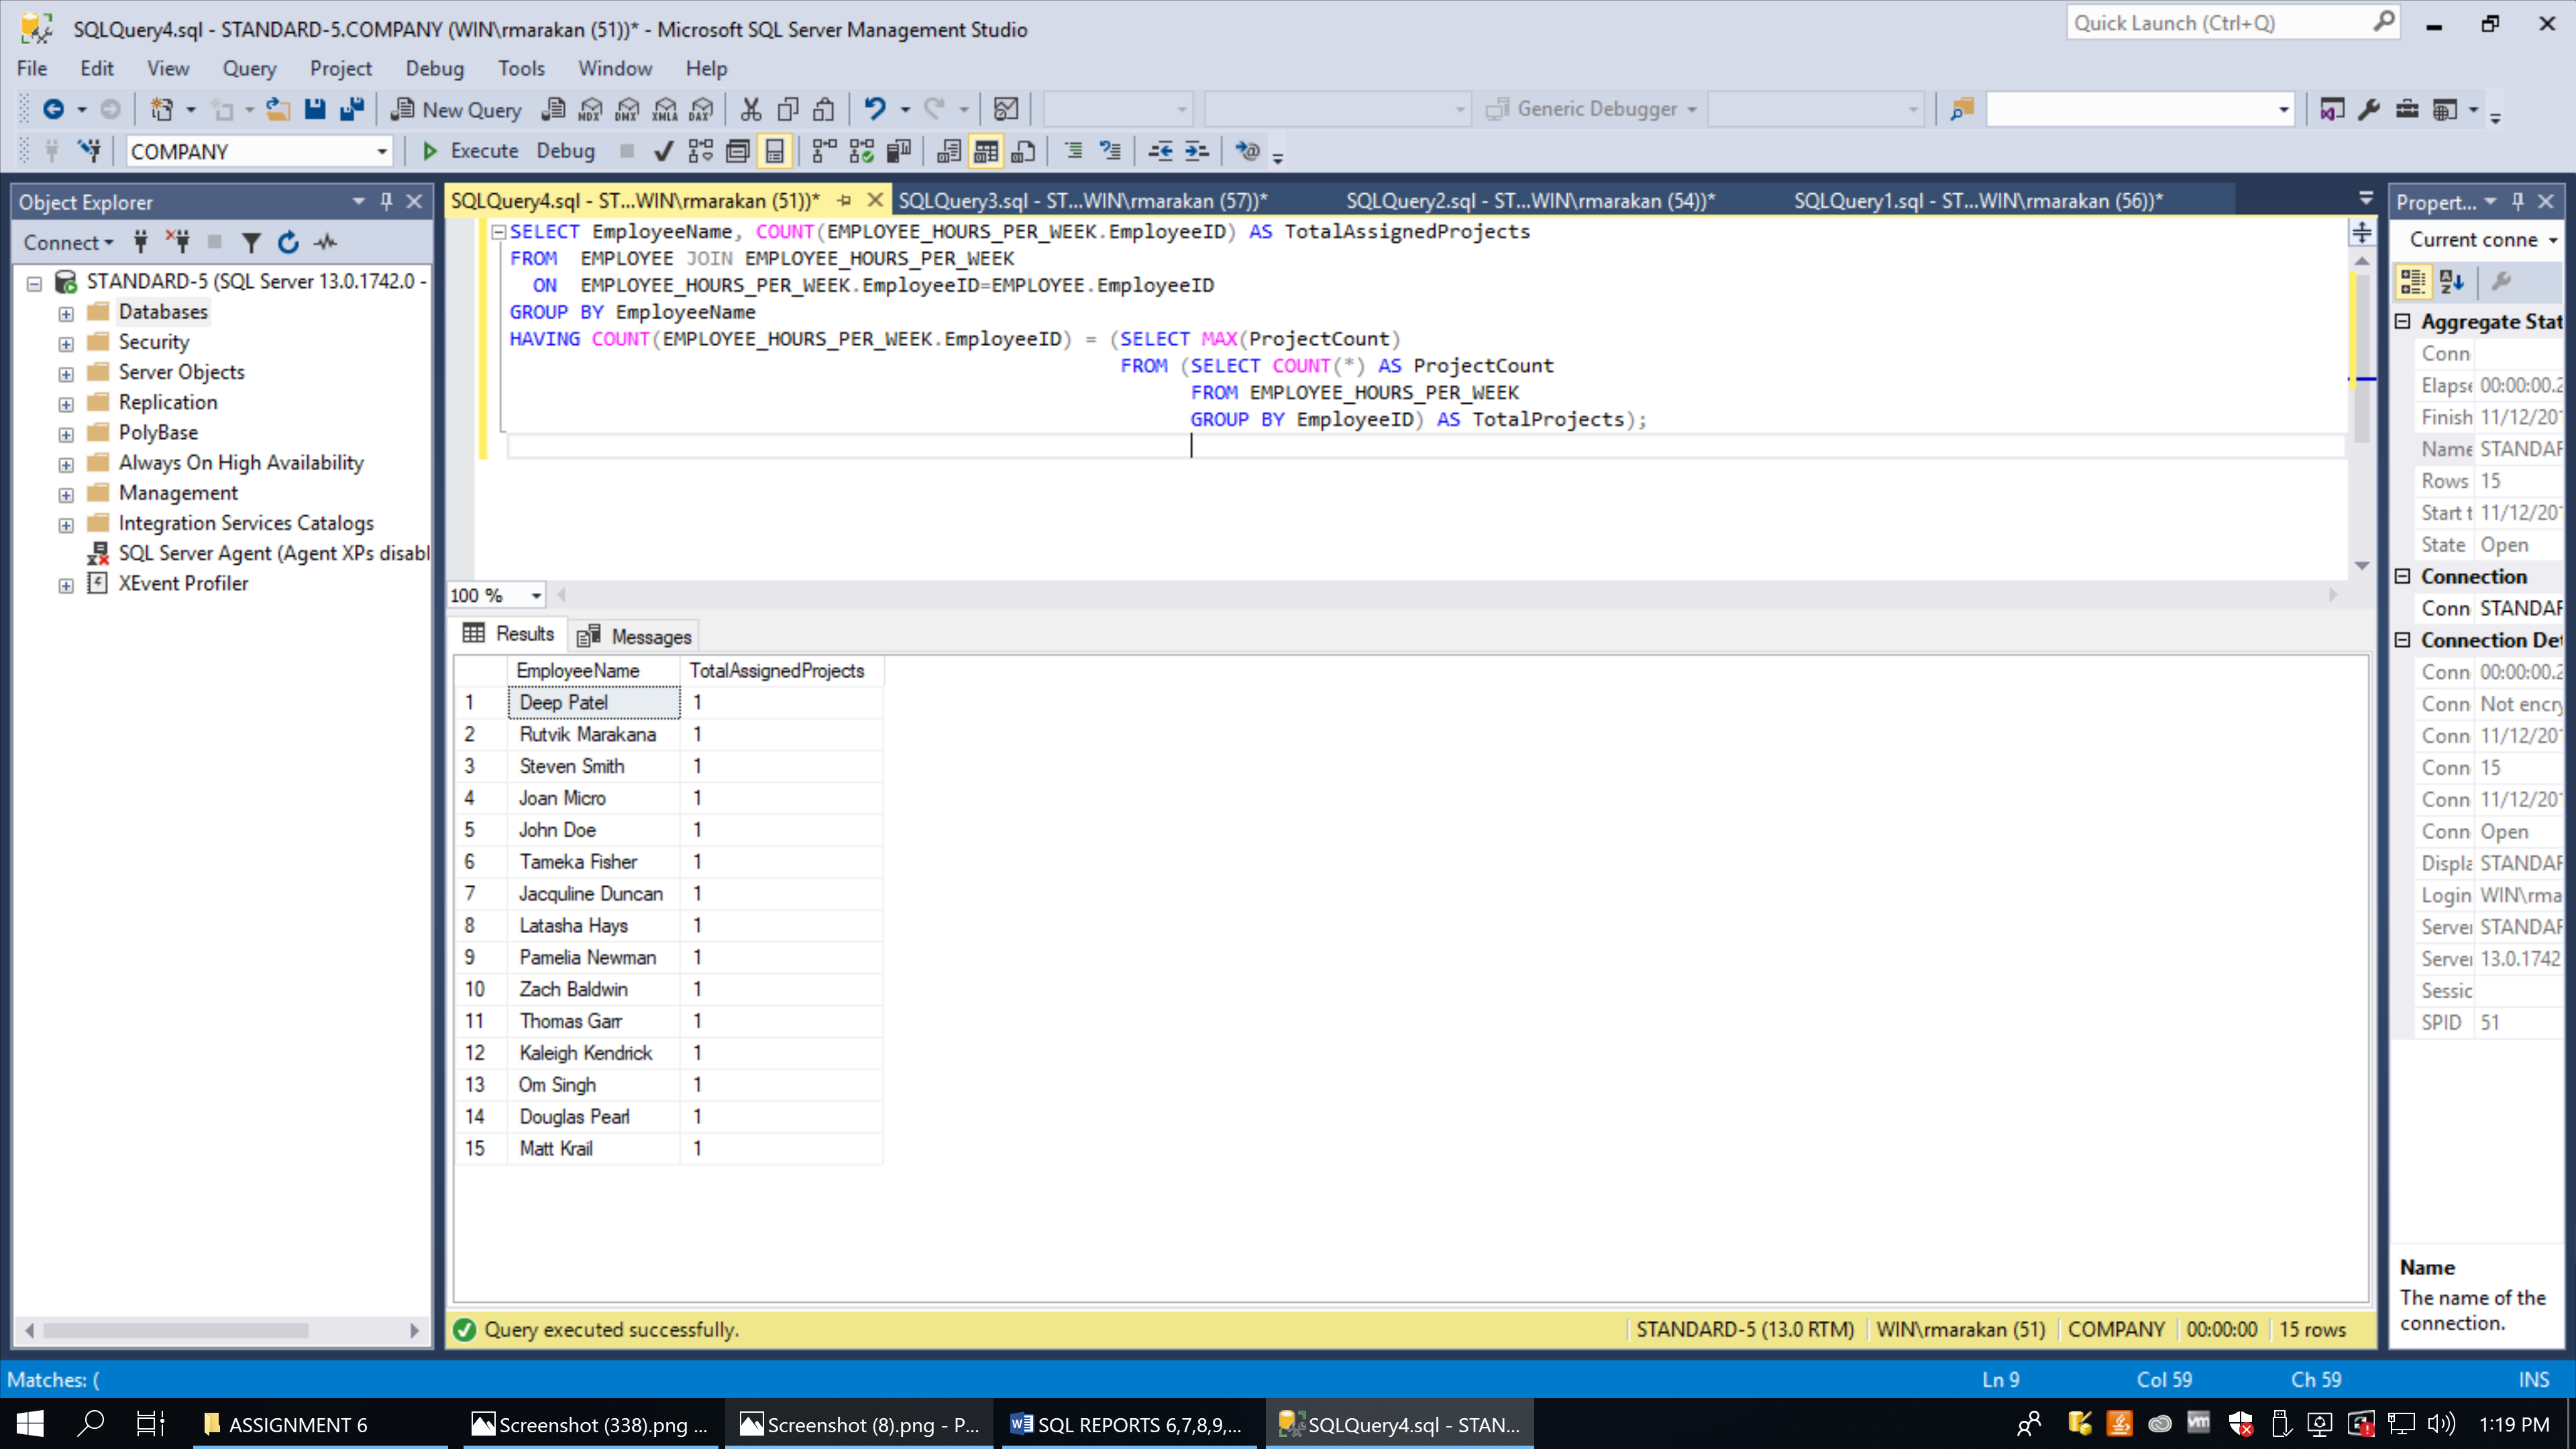 SQLQuery4.sql - STANDARD-5.COMPANY (WIN\rmarakan (51))* - Microsoft SQL Server Management Studio
Quick Launch (Ctrl+Q)
File Edit View Query Project Debug Tools Window Help
New Query MDX DMX XMLA DAX Generic Debugger
COMPANY Execute Debug
Object Explorer
Connect
STANDARD-5 (SQL Server 13.0.1742.0 -
Databases
Security
Server Objects
Replication
PolyBase
Always On High Availability
Management
Integration Services Catalogs
SQL Server Agent (Agent XPs disabl
XEvent Profiler
SQLQuery4.sql - ST...WIN\rmarakan (51))* SQLQuery3.sql - ST...WIN\rmarakan (57))* SQLQuery2.sql - ST...WIN\rmarakan (54))* SQLQuery1.sql - ST...WIN\rmarakan (56))*
SELECT EmployeeName, COUNT(EMPLOYEE_HOURS_PER_WEEK.EmployeeID) AS TotalAssignedProjects
FROM EMPLOYEE JOIN EMPLOYEE_HOURS_PER_WEEK
ON EMPLOYEE_HOURS_PER_WEEK.EmployeeID=EMPLOYEE.EmployeeID
GROUP BY EmployeeName
HAVING COUNT(EMPLOYEE_HOURS_PER_WEEK.EmployeeID) = (SELECT MAX(ProjectCount)
FROM (SELECT COUNT(*) AS ProjectCount
FROM EMPLOYEE_HOURS_PER_WEEK
GROUP BY EmployeeID) AS TotalProjects);
100 %
Results Messages
EmployeeName TotalAssignedProjects
1 Deep Patel 1
2 Rutvik Marakana 1
3 Steven Smith 1
4 Joan Micro 1
5 John Doe 1
6 Tameka Fisher 1
7 Jacquline Duncan 1
8 Latasha Hays 1
9 Pamelia Newman 1
10 Zach Baldwin 1
11 Thomas Garr 1
12 Kaleigh Kendrick 1
13 Om Singh 1
14 Douglas Pearl 1
15 Matt Krail 1
Query executed successfully. STANDARD-5 (13.0 RTM) WIN\rmarakan (51) COMPANY 00:00:00 15 rows
Propert...
Current conne
Aggregate Stat
Conn
Elapse 00:00:00.2
Finish 11/12/201
Name STANDAR
Rows 15
Start t 11/12/201
State Open
Connection
Conn STANDAR
Connection Det
Conn 00:00:00.2
Conn Not encry
Conn 11/12/201
Conn 15
Conn 11/12/201
Conn Open
Displa STANDAR
Login WIN\rma
Server STANDAR
Server 13.0.1742
Sessic
SPID 51
Name
The name of the
connection.
Matches: ( Ln 9 Col 59 Ch 59 INS
ASSIGNMENT 6 Screenshot (338).png ... Screenshot (8).png - P... SQL REPORTS 6,7,8,9,... SQLQuery4.sql - STAN... 1:19 PM